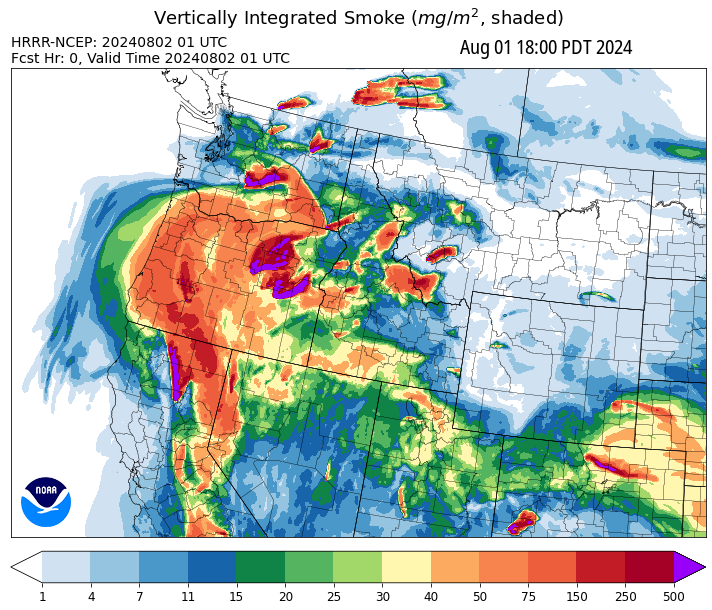 Vertically Integrated Smoke (mg/m², shaded)
HRRR-NCEP: 20240802 01 UTC
Fcst Hr: 0, Valid Time 20240802 01 UTC
Aug 01 18:00 PDT 2024
NOAA
1 4 7 11 15 20 25 30 40 50 75 150 250 500